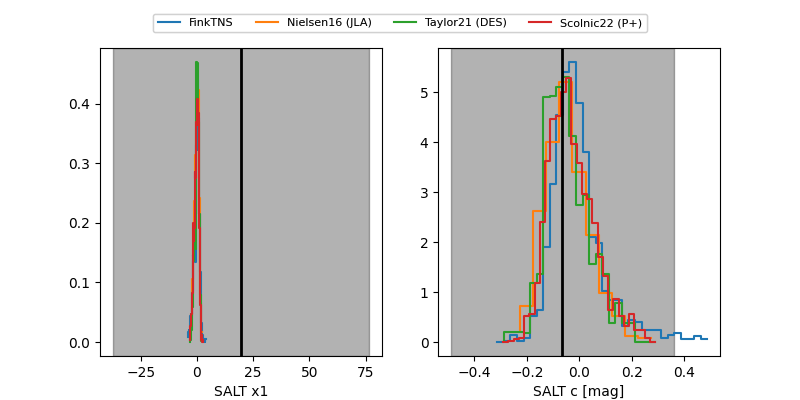 FinkTNS Nielsen16 (JLA) Taylor21 (DES) Scolnic22 (P+)
0.4
0.3
0.2
0.1
0.0
−25 0 25 50 75
SALT x1
5
4
3
2
1
0
−0.4 −0.2 0.0 0.2 0.4
SALT c [mag]